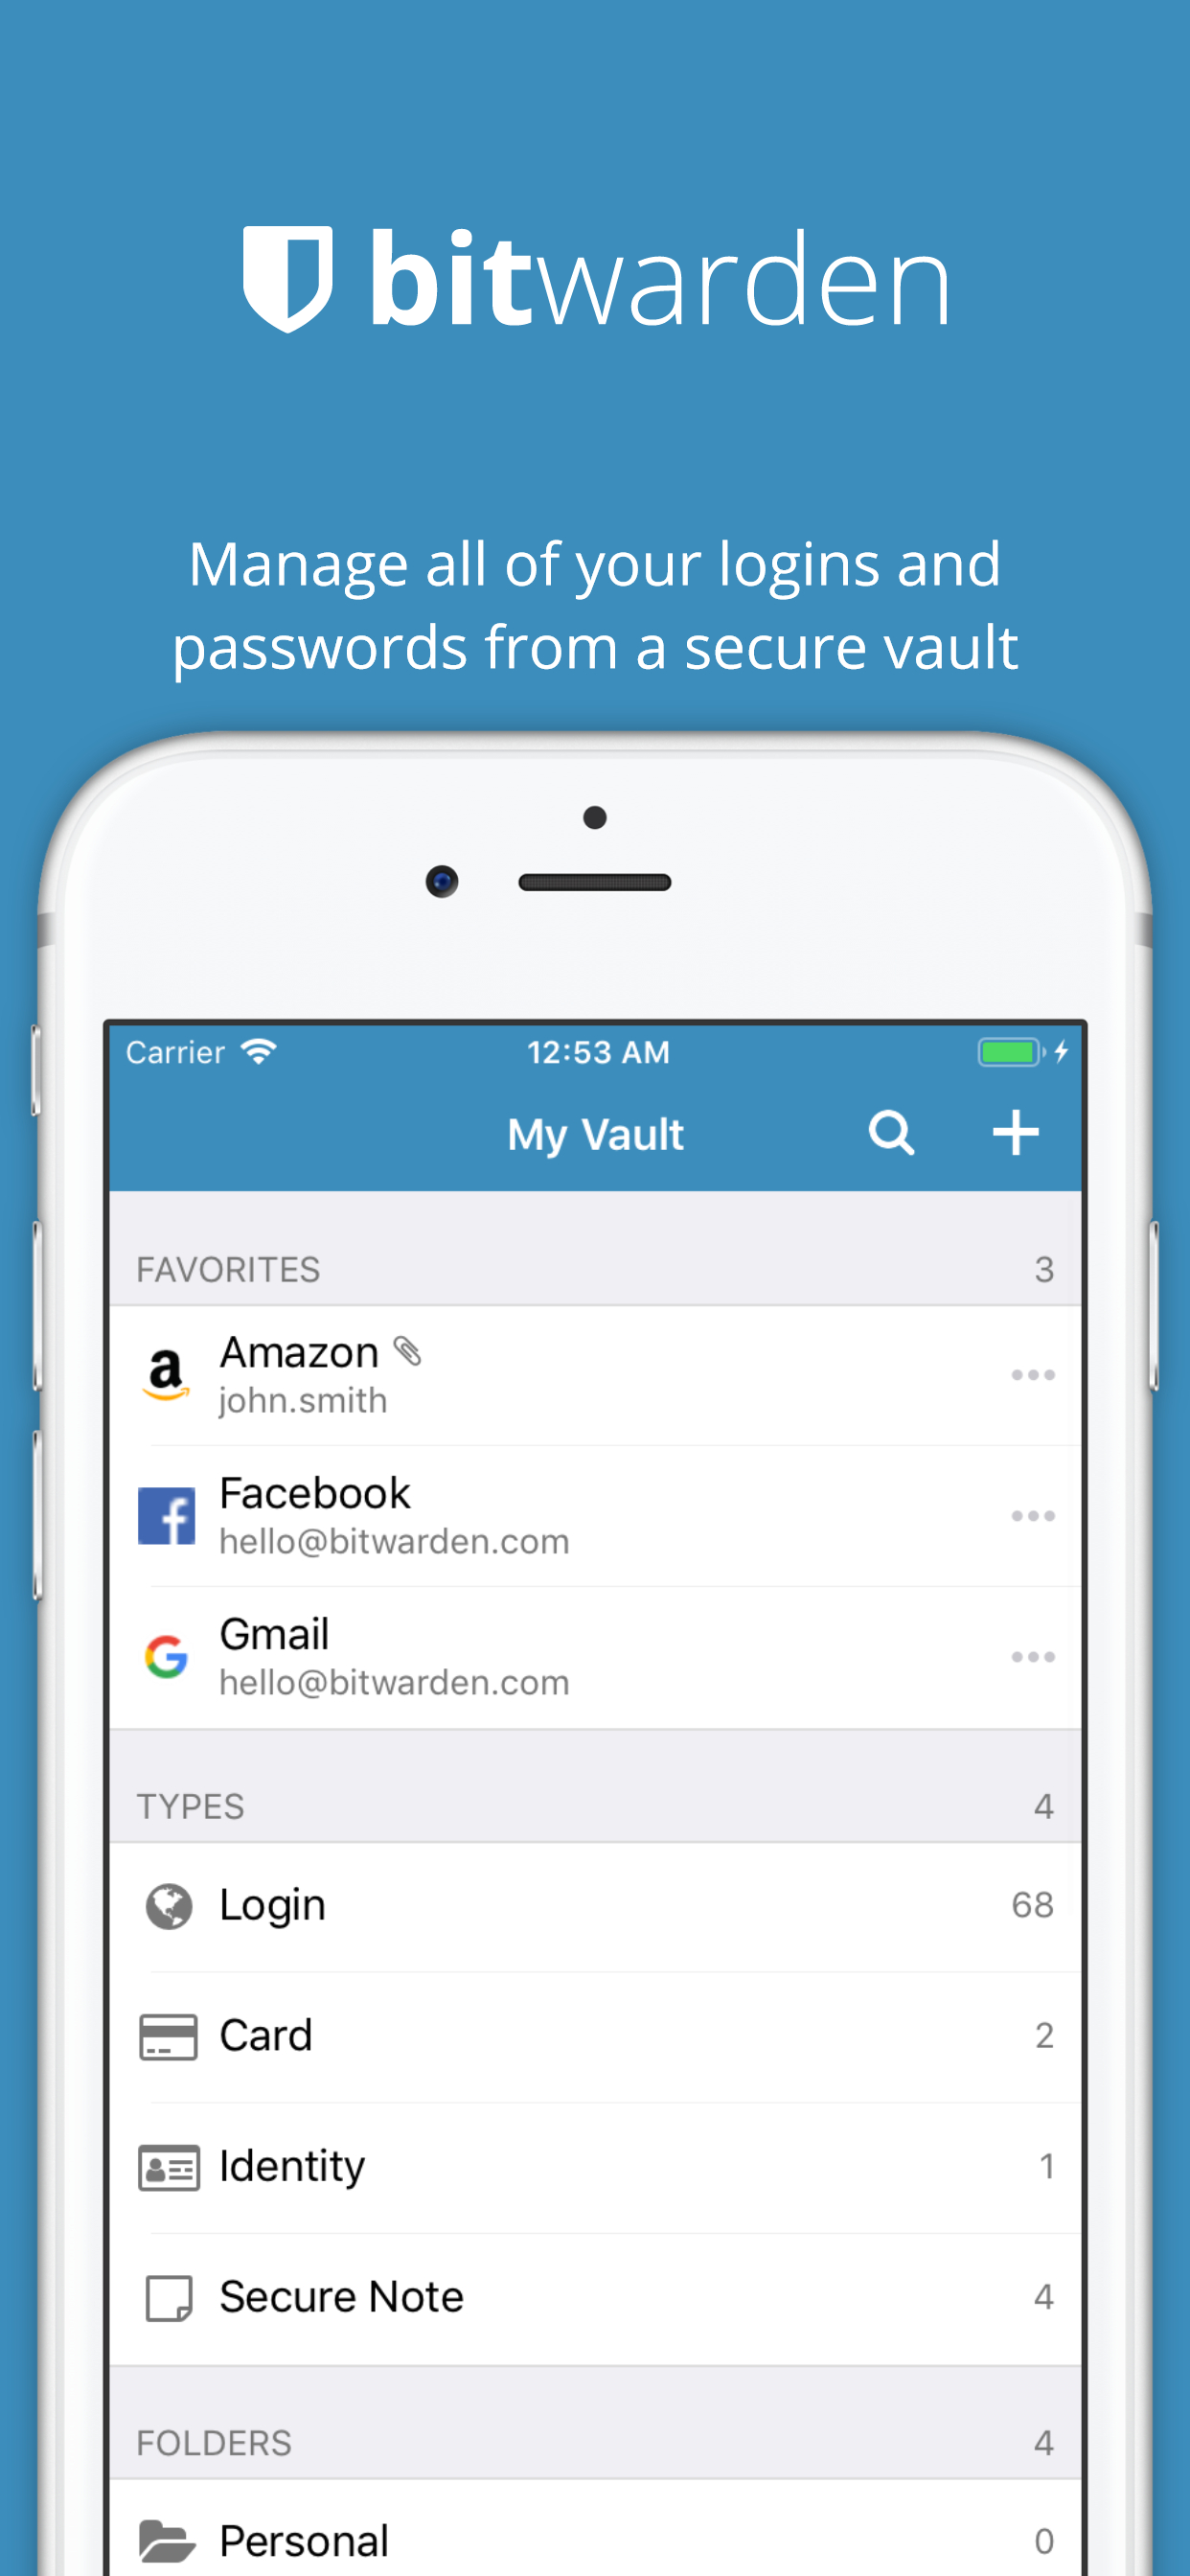 bitwarden
Manage all of your logins and
passwords from a secure vault
Carrier 12:53 AM
My Vault
FAVORITES 3
Amazon
john.smith
Facebook
hello@bitwarden.com
Gmail
hello@bitwarden.com
TYPES 4
Login 68
Card 2
Identity 1
Secure Note 4
FOLDERS 4
Personal 0